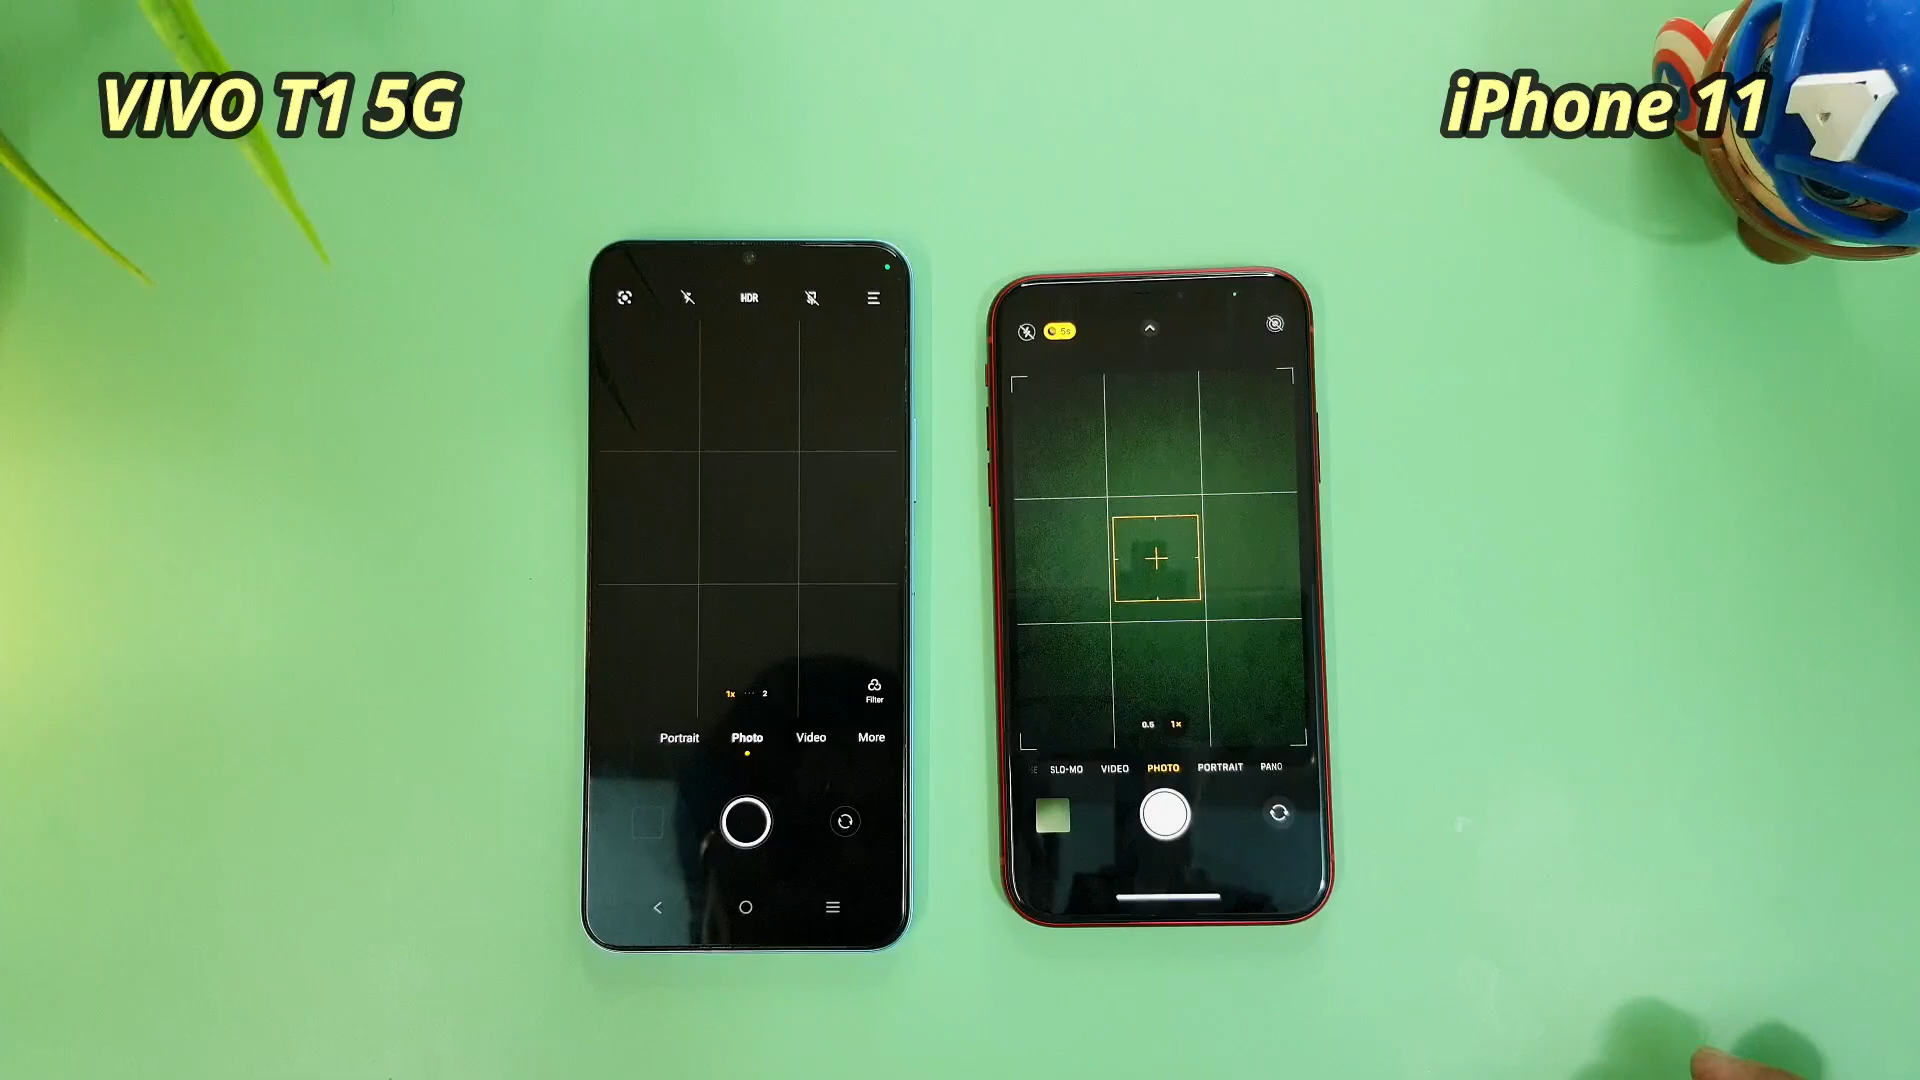 VIVO T1 5G
iPhone 11
HDR
1x
2
Filter
Portrait
Photo
Video
More
.5s
0.5
1x
SLO-MO
VIDEO
PHOTO
PORTRAIT
PANO
A